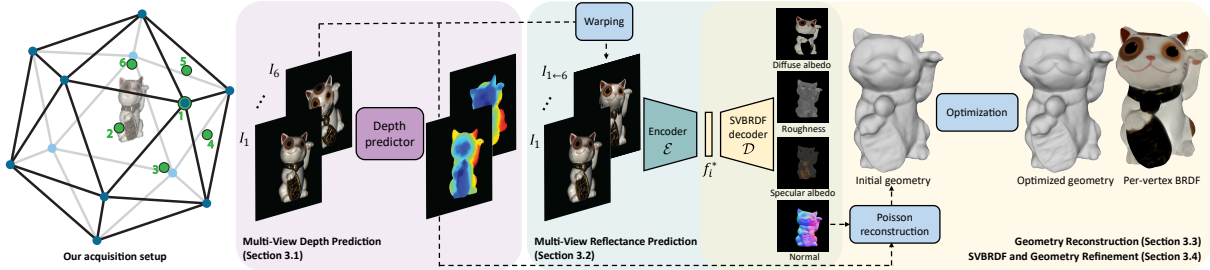 6
5
1
2
4
3
Our acquisition setup
I6
I1
Depth
predictor
Multi-View Depth Prediction
(Section 3.1)
Warping
I1←6
I1
Encoder
ℰ
fi*
SVBRDF
decoder
𝒟
Multi-View Reflectance Prediction
(Section 3.2)
Diffuse albedo
Roughness
Specular albedo
Normal
Initial geometry
Poisson
reconstruction
Optimization
Optimized geometry
Per-vertex BRDF
Geometry Reconstruction (Section 3.3)
SVBRDF and Geometry Refinement (Section 3.4)